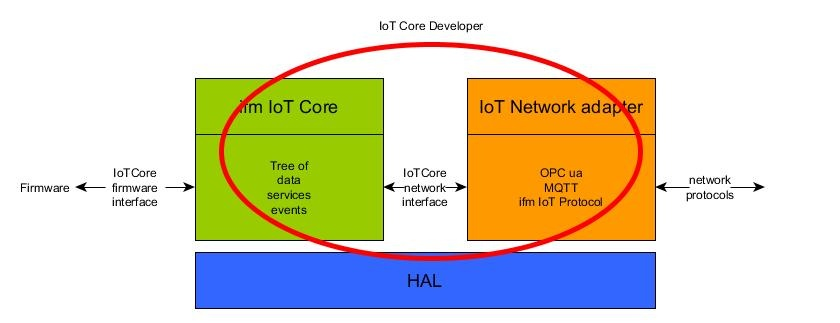 IoT Core Developer
ifm IoT Core
IoT Network adapter
Tree of
data
services
events
OPC ua
MQTT
ifm IoT Protocol
Firmware
IoTCore
firmware
interface
IoTCore
network
interface
network
protocols
HAL